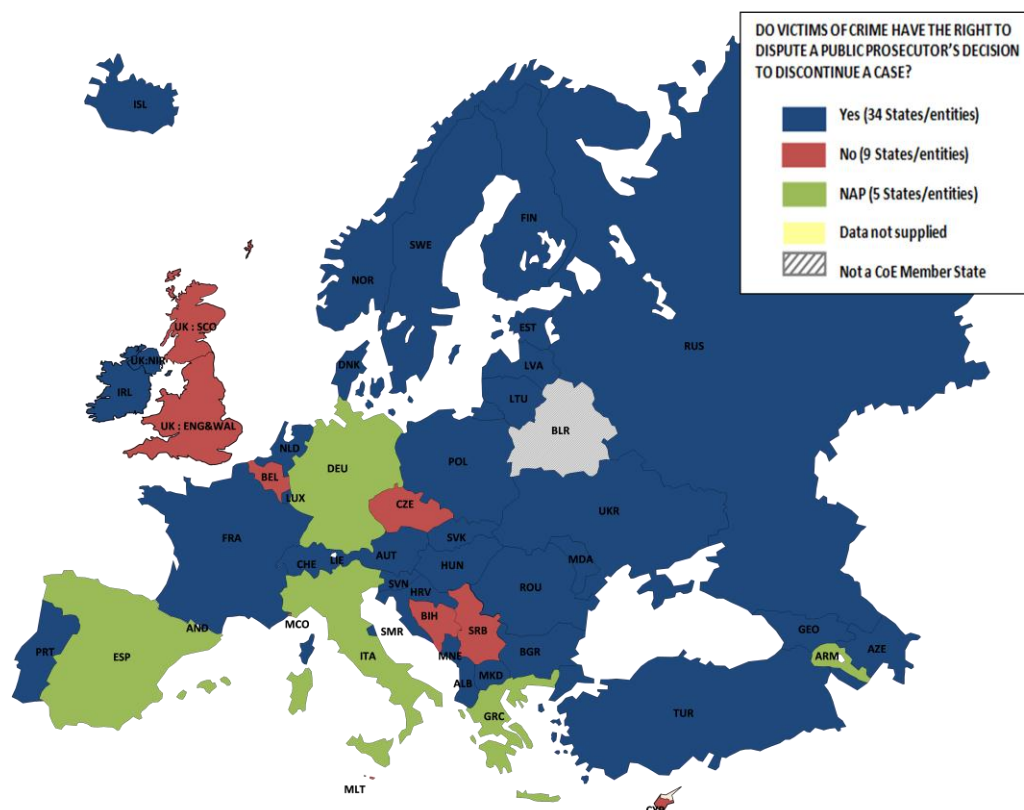 DO VICTIMS OF CRIME HAVE THE RIGHT TO
DISPUTE A PUBLIC PROSECUTOR'S DECISION
TO DISCONTINUE A CASE?
Yes (34 States/entities)
No (9 States/entities)
NAP (5 States/entities)
Data not supplied
Not a CoE Member State
ISL
FIN
SWE
NOR
UK : SCO
EST
RUS
UK:NIR
DNK
LVA
IRL
LTU
UK : ENG&WAL
BLR
NLD
POL
DEU
BEL
LUX
CZE
UKR
FRA
SVK
AUT
LIE
CHE
MDA
HUN
SVN
ROU
HRV
BIH
MCO
AND
SMR
SRB
GEO
PRT
ESP
ITA
MNE
BGR
AZE
ARM
MKD
ALB
TUR
GRC
MLT
CYP